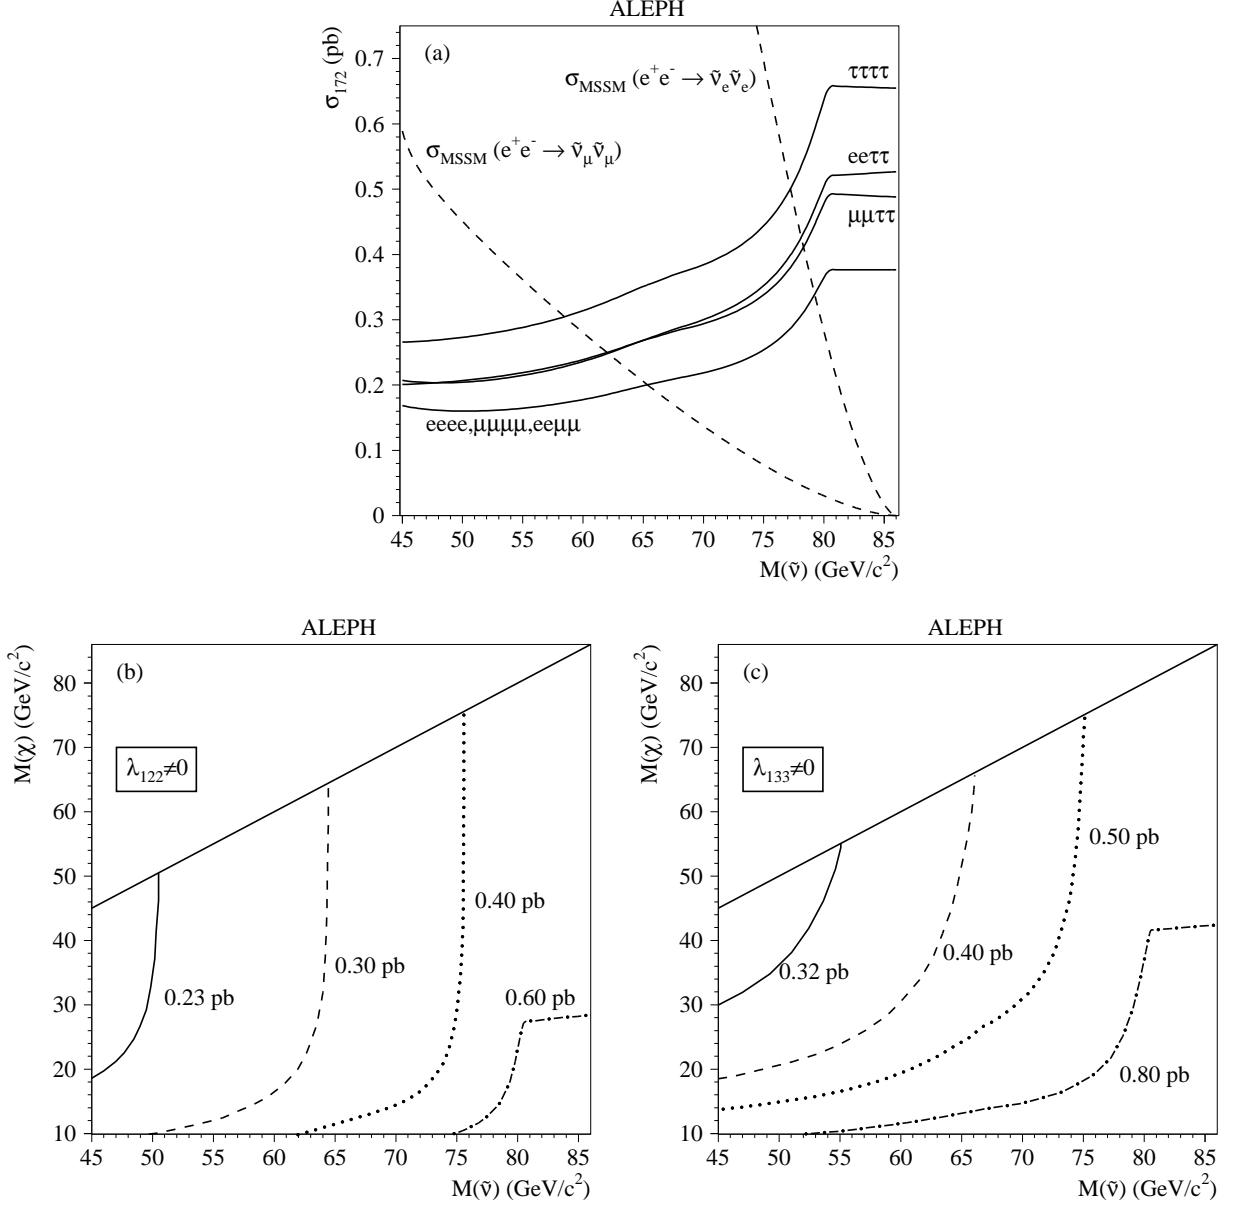 ALEPH
σ₁₇₂ (pb)
(a)
σ_MSSM (e⁺e⁻ → ν̃ₑν̃ₑ)
σ_MSSM (e⁺e⁻ → ν̃_μν̃_μ)
ττττ
eeττ
μμττ
eeee,μμμμ,eeμμ
0.7
0.6
0.5
0.4
0.3
0.2
0.1
0
45 50 55 60 65 70 75 80 85
M(ν̃) (GeV/c²)
ALEPH
M(χ) (GeV/c²)
(b)
λ₁₂₂≠0
0.23 pb
0.30 pb
0.40 pb
0.60 pb
80
70
60
50
40
30
20
10
45 50 55 60 65 70 75 80 85
M(ν̃) (GeV/c²)
ALEPH
M(χ) (GeV/c²)
(c)
λ₁₃₃≠0
0.32 pb
0.40 pb
0.50 pb
0.80 pb
80
70
60
50
40
30
20
10
45 50 55 60 65 70 75 80 85
M(ν̃) (GeV/c²)